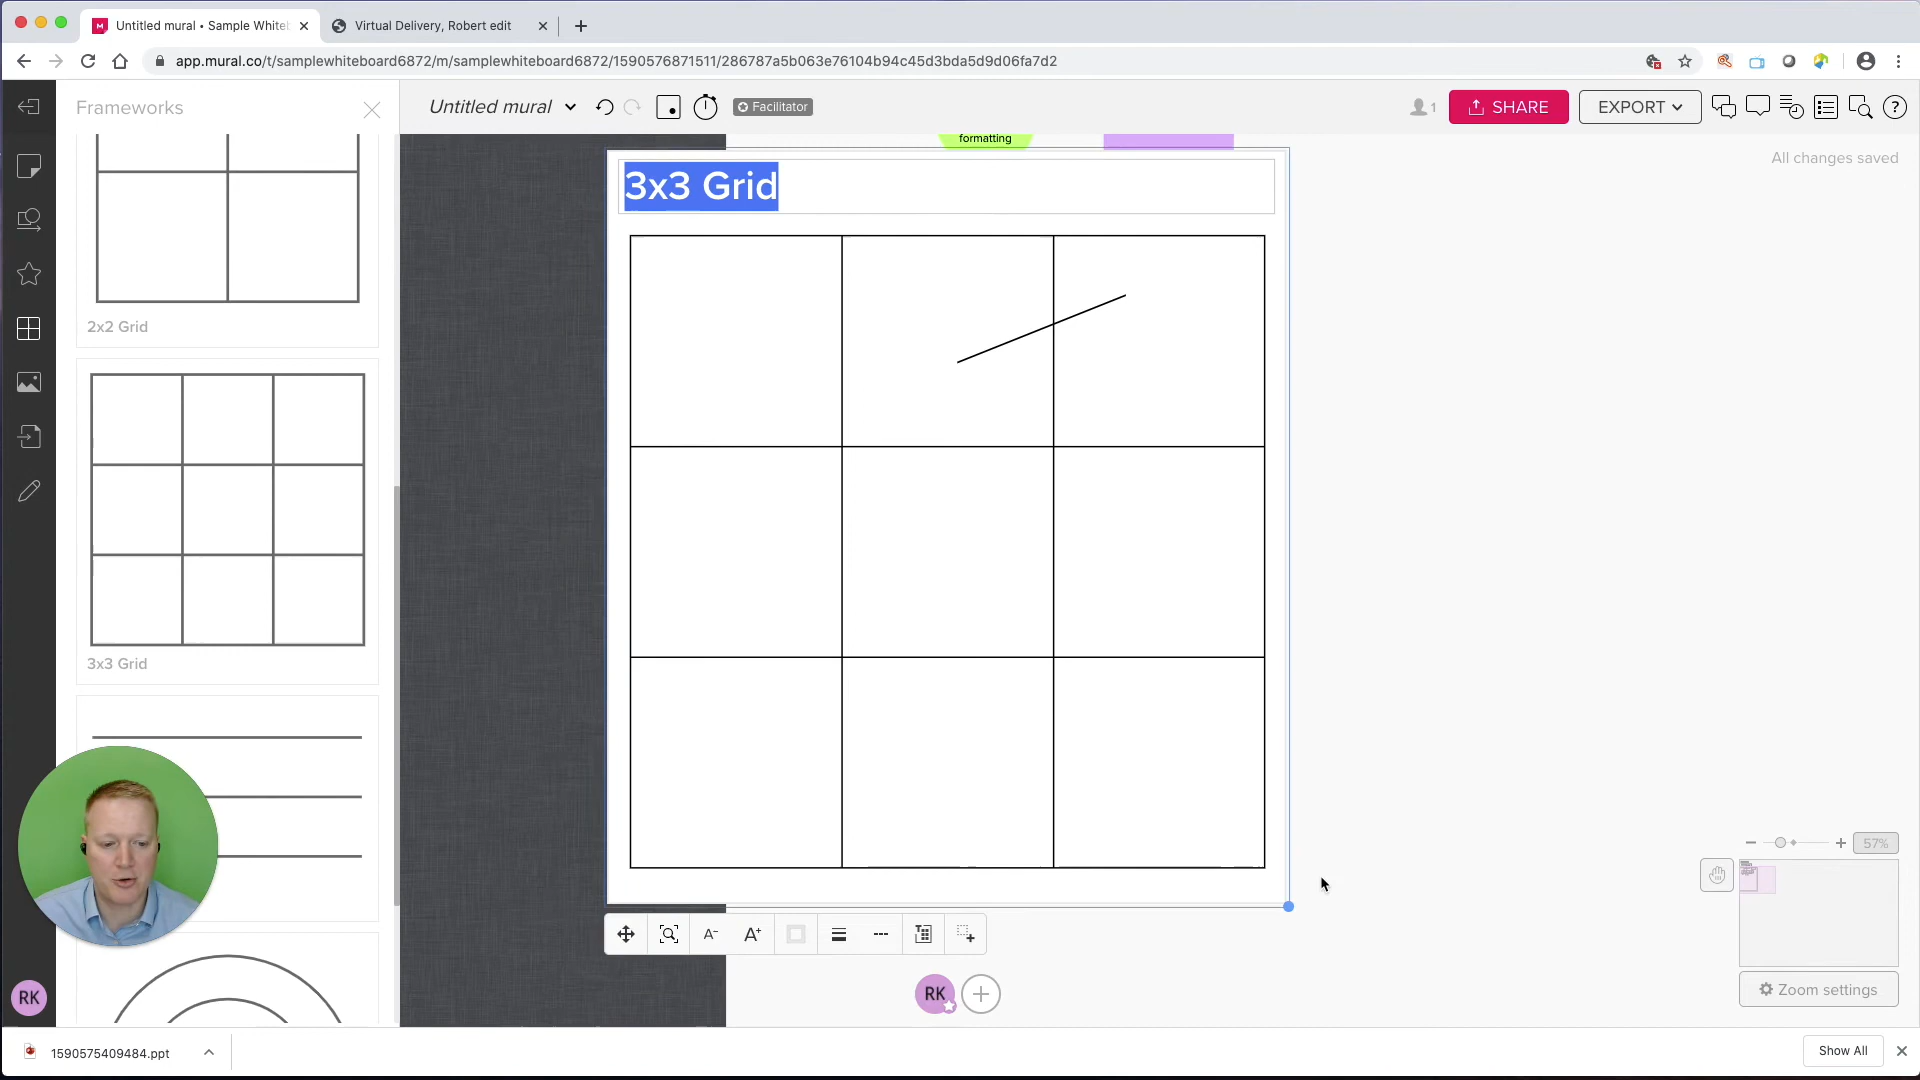 Untitled mural • Sample Whiteb
Virtual Delivery, Robert edit
app.mural.co/t/samplewhiteboard6872/m/samplewhiteboard6872/1590576871511/286787a5b063e76104b94c45d3bda5d9d06fa7d2
Frameworks
Untitled mural
Facilitator
1
SHARE
EXPORT
?
formatting
All changes saved
3x3 Grid
2x2 Grid
3x3 Grid
57%
A-
A+
RK
RK
Zoom settings
1590575409484.ppt
Show All